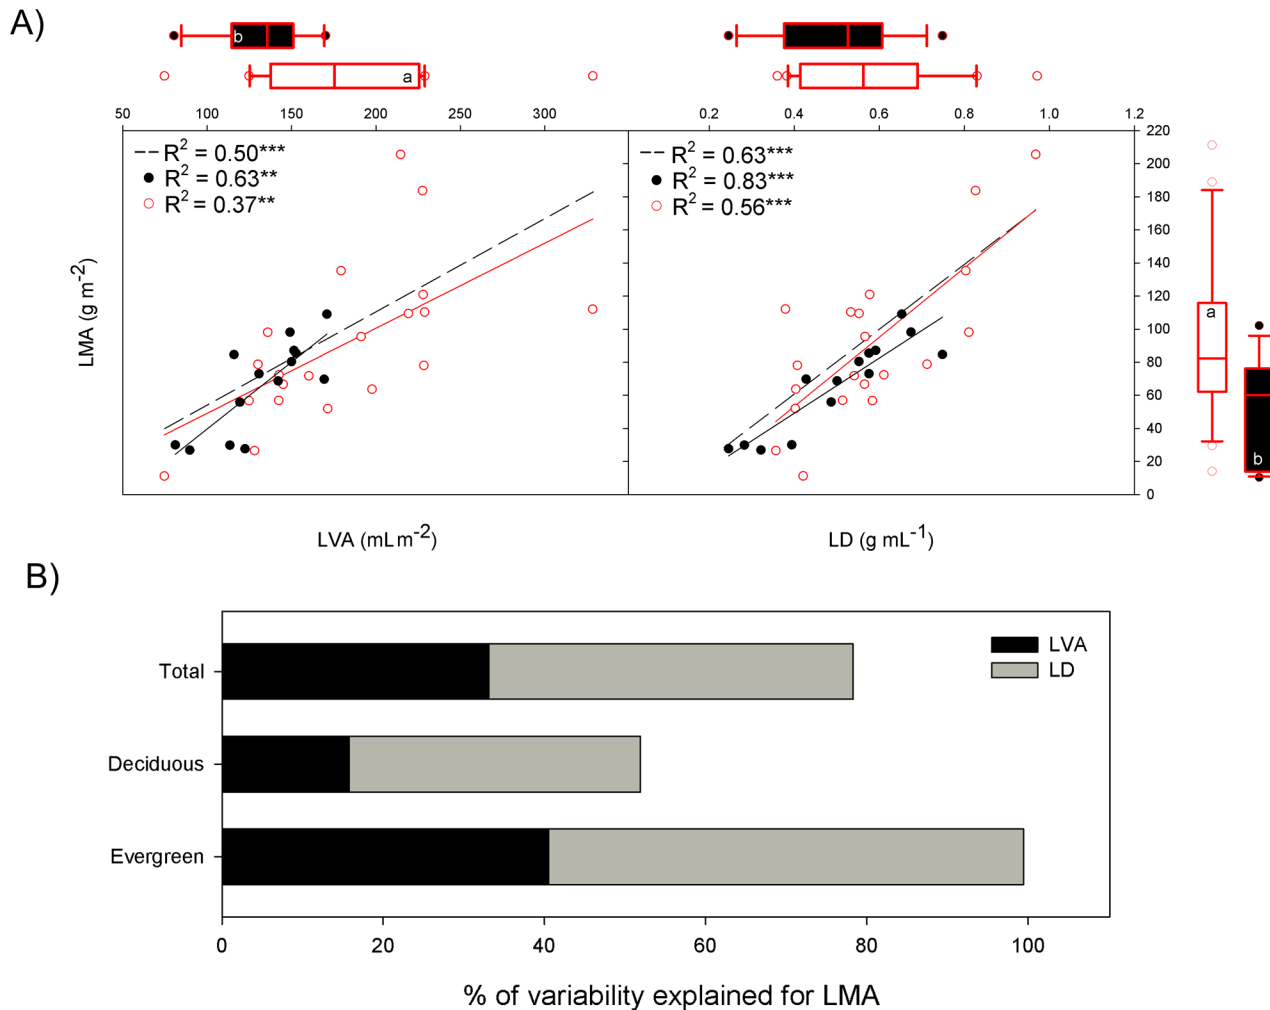 A)
b
a
50 100 150 200 250 300
0.2 0.4 0.6 0.8 1.0 1.2
R² = 0.50***
R² = 0.63**
R² = 0.37**
R² = 0.63***
R² = 0.83***
R² = 0.56***
220
200
180
160
140
120
100
80
60
40
20
0
a
b
LMA (g m⁻²)
LVA (mL m⁻²)
LD (g mL⁻¹)
B)
LVA
LD
Total
Deciduous
Evergreen
0 20 40 60 80 100
% of variability explained for LMA